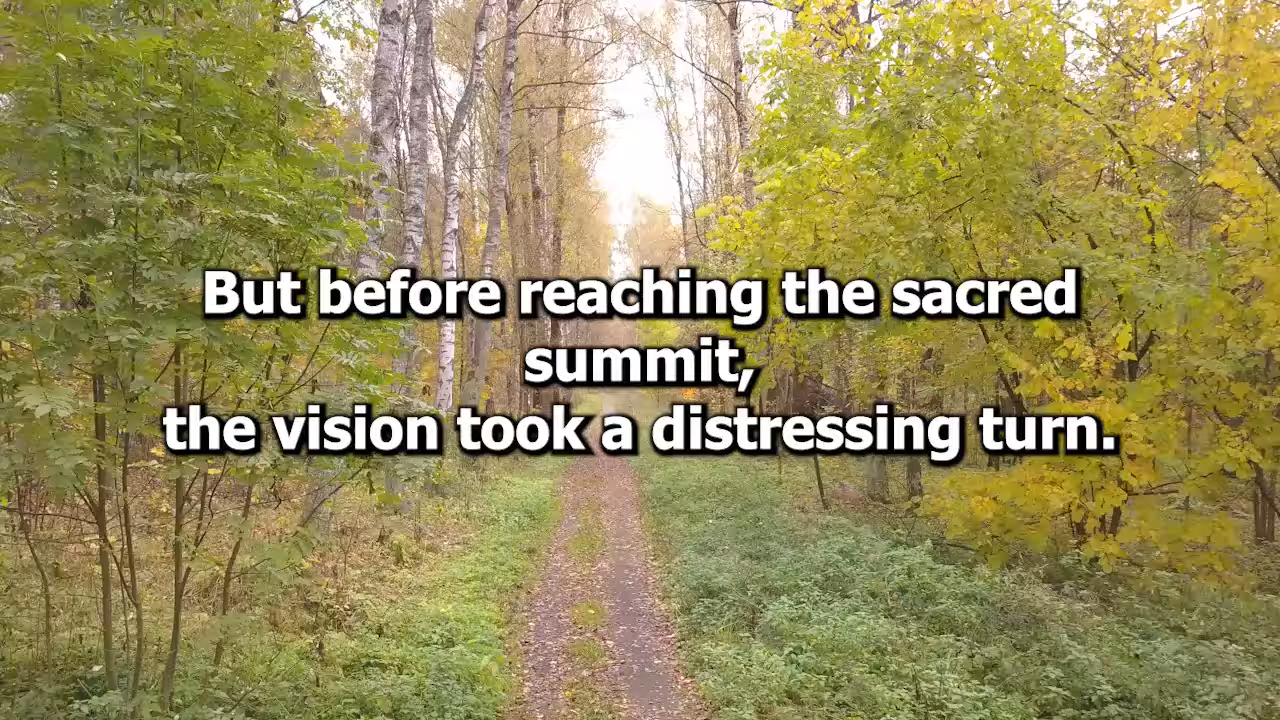 But before reaching the sacred
summit,
the vision took a distressing turn.